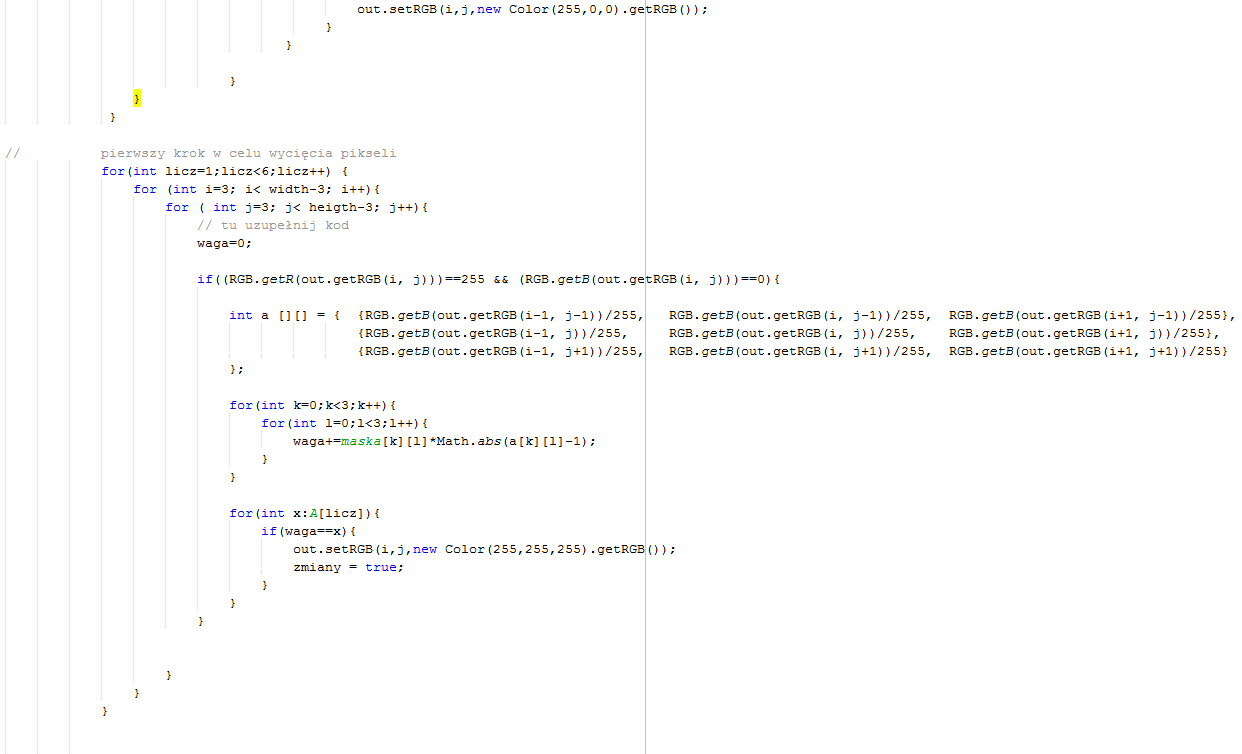 out.setRGB(i,j,new Color(255,0,0).getRGB());
}
}
}
}
}
// pierwszy krok w celu wycięcia pikseli
for(int licz=1;licz<6;licz++) {
for (int i=3; i< width-3; i++){
for ( int j=3; j< heigth-3; j++){
// tu uzupełnij kod
waga=0;
if((RGB.getR(out.getRGB(i, j)))==255 && (RGB.getB(out.getRGB(i, j)))==0){
int a [][] = { {RGB.getB(out.getRGB(i-1, j-1))/255, RGB.getB(out.getRGB(i, j-1))/255, RGB.getB(out.getRGB(i+1, j-1))/255},
{RGB.getB(out.getRGB(i-1, j))/255, RGB.getB(out.getRGB(i, j))/255, RGB.getB(out.getRGB(i+1, j))/255},
{RGB.getB(out.getRGB(i-1, j+1))/255, RGB.getB(out.getRGB(i, j+1))/255, RGB.getB(out.getRGB(i+1, j+1))/255}
};
for(int k=0;k<3;k++){
for(int l=0;l<3;l++){
waga+=maska[k][l]*Math.abs(a[k][l]-1);
}
}
for(int x:A[licz]){
if(waga==x){
out.setRGB(i,j,new Color(255,255,255).getRGB());
zmiany = true;
}
}
}
}
}
}